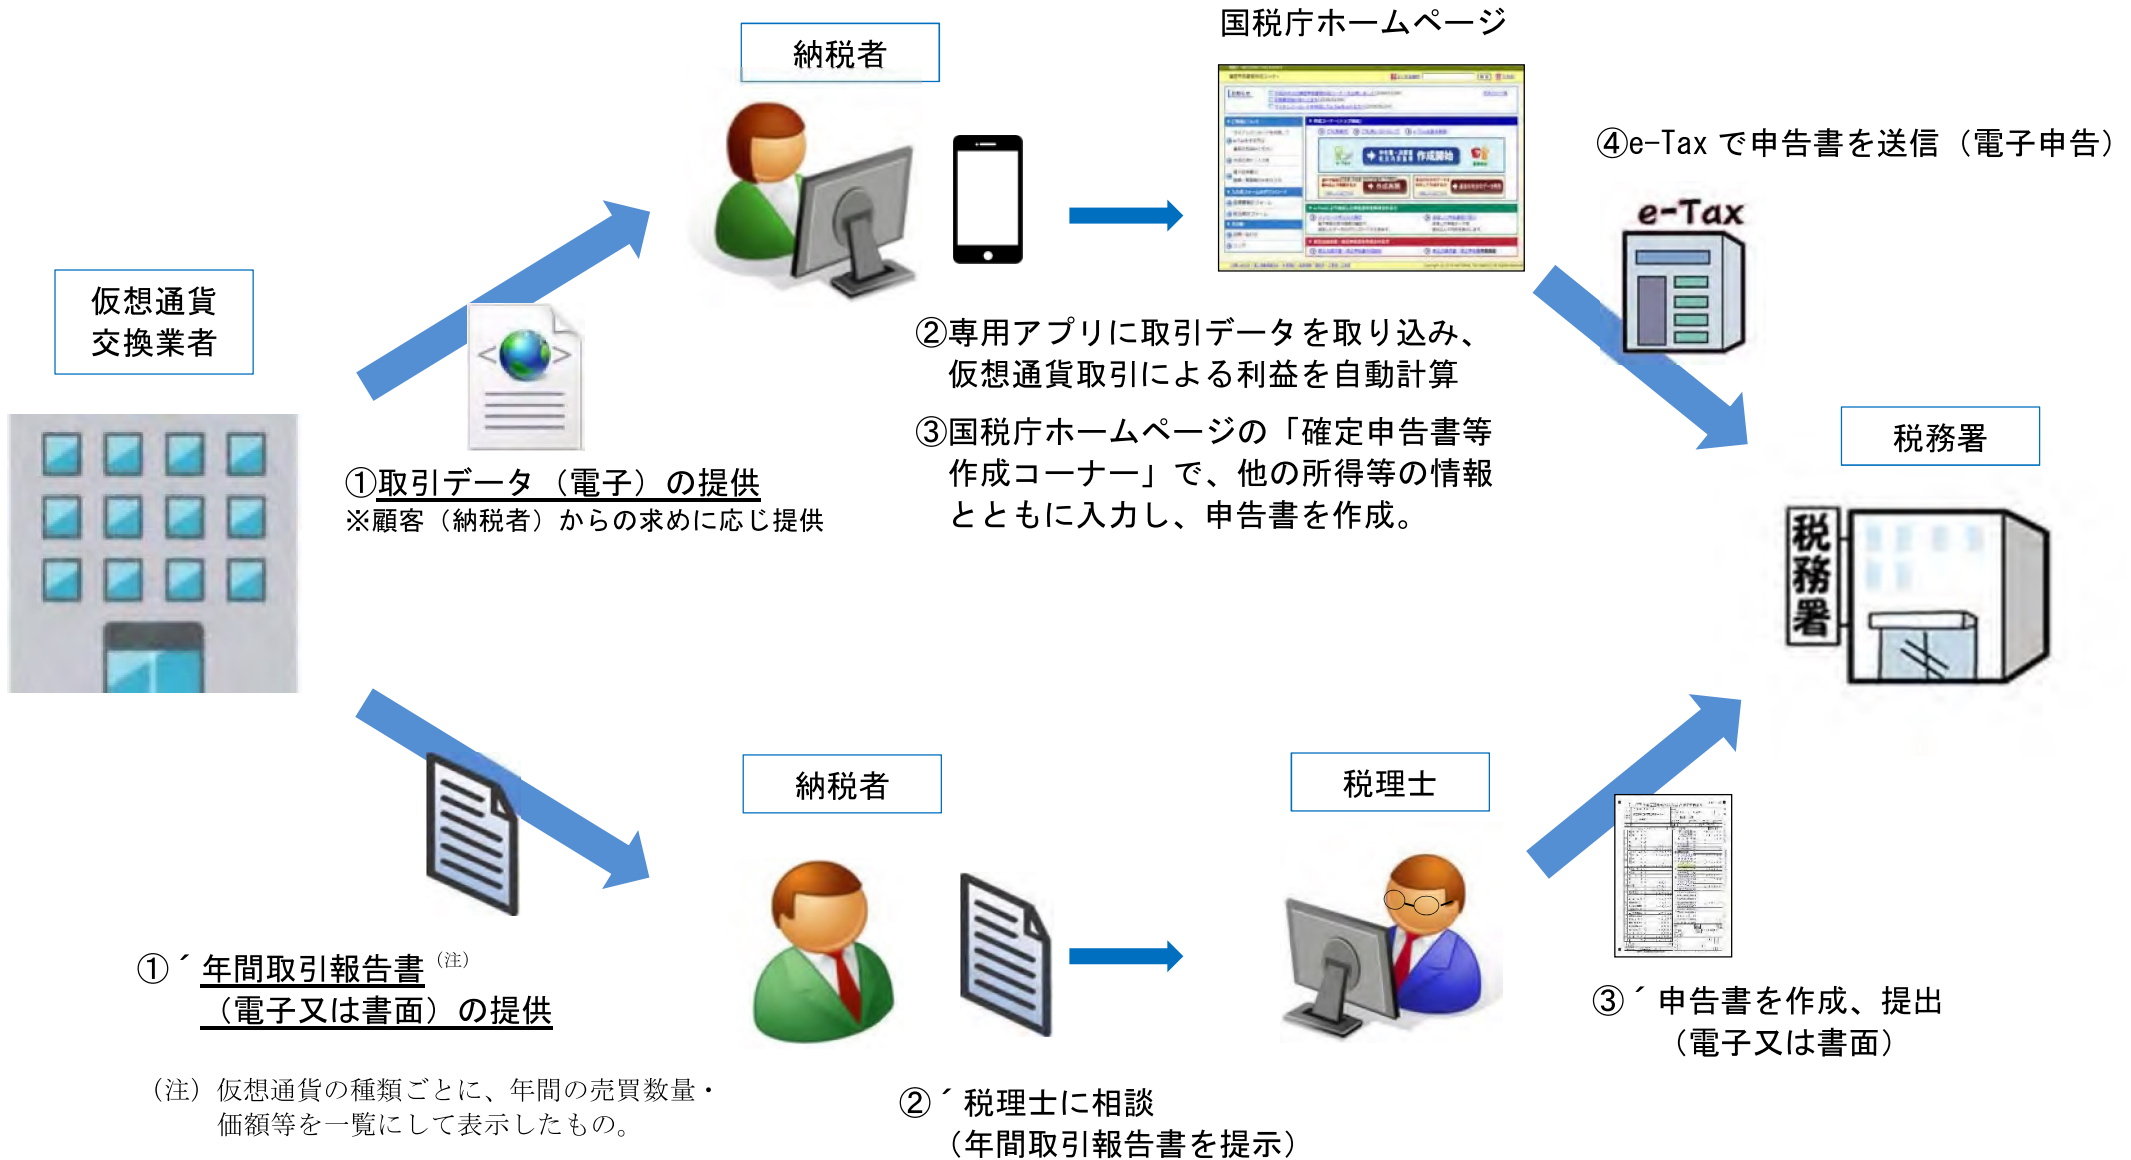 納税者
国税庁ホームページ
作成開始
④e-Tax で申告書を送信（電子申告）
e-Tax
仮想通貨
交換業者
①取引データ（電子）の提供
※顧客（納税者）からの求めに応じ提供
②専用アプリに取引データを取り込み、
仮想通貨取引による利益を自動計算
③国税庁ホームページの「確定申告書等
作成コーナー」で、他の所得等の情報
とともに入力し、申告書を作成。
税務署
税務署
①´年間取引報告書（注）
（電子又は書面）の提供
（注）仮想通貨の種類ごとに、年間の売買数量・
価額等を一覧にして表示したもの。
納税者
②´税理士に相談
（年間取引報告書を提示）
税理士
③´申告書を作成、提出
（電子又は書面）